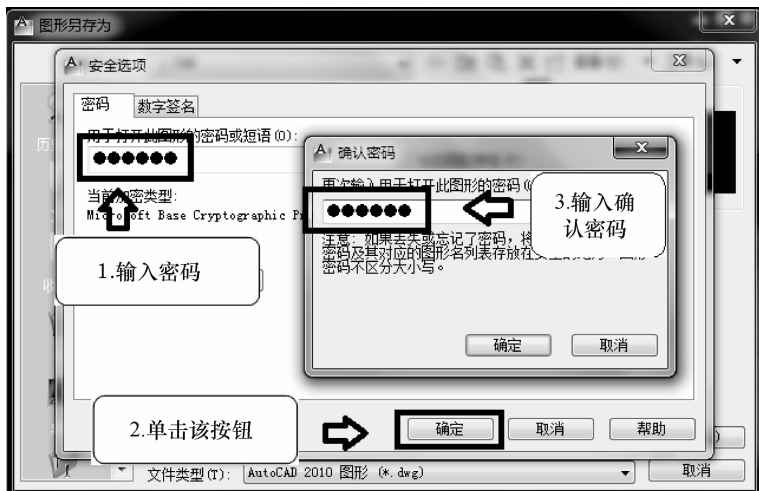 图形另存为
安全选项
密码
数字签名
用于打开此图形的密码或短语(O):
●●●●●●
当前加密类型:
Microsoft Base Cryptographic
1.输入密码
确认密码
再次输入用于打开此图形的密码
●●●●●●
3.输入确
认密码
注意: 如果丢失或忘记了密码，将
密码及其对应的图形名列表存放在
密码不区分大小写。
确定
取消
2.单击该按钮
确定
取消
帮助
文件类型(T):
AutoCAD 2010 图形 (*.dwg)
取消